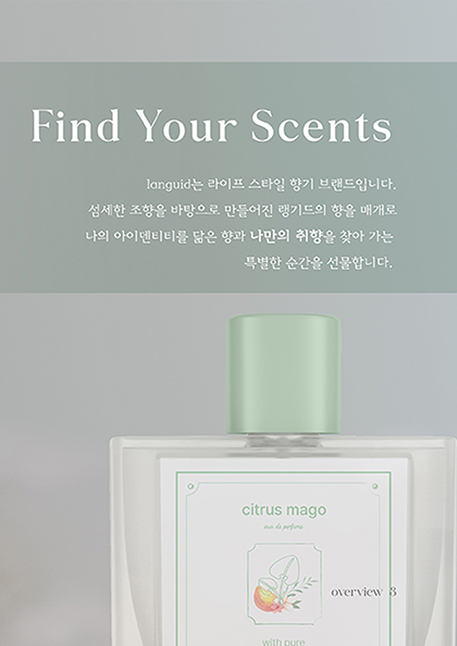 Find Your Scents
languid는 라이프 스타일 향기 브랜드입니다.
섬세한 조향을 바탕으로 만들어진 랭기드의 향을 매개로
나의 아이덴티티를 닮은 향과 나만의 취향을 찾아 가는
특별한 순간을 선물합니다.
citrus mago
eau de perfume
overview 3
with pure